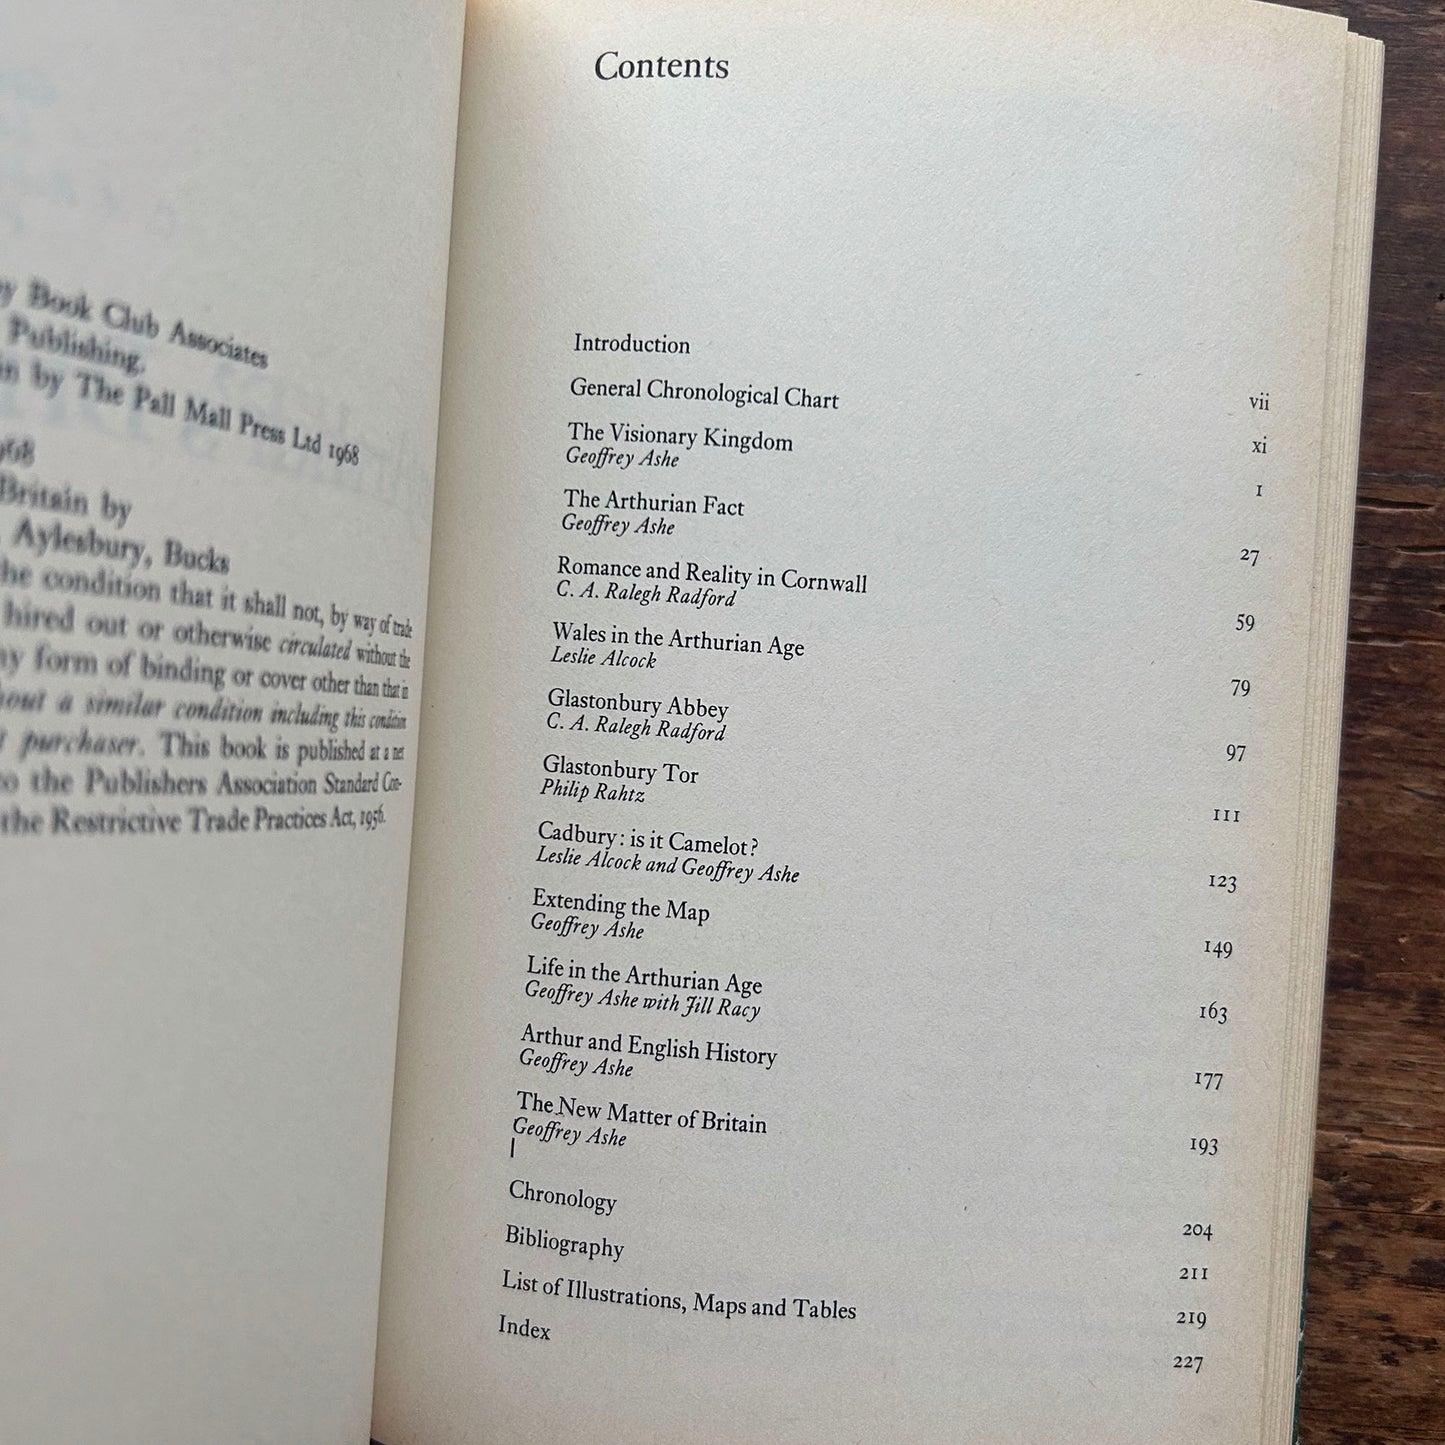 y Book Club Associates
Publishing.
in by The Pall Mall Press Ltd 1968
968
Britain by
Aylesbury, Bucks
he condition that it shall not, by way of trade
hired out or otherwise circulated without the
ny form of binding or cover other than that in
hout a similar condition including this condition
t purchaser. This book is published at a net
to the Publishers Association Standard Con-
the Restrictive Trade Practices Act, 1956.
Contents
Introduction vii
General Chronological Chart xi
The Visionary Kingdom 1
Geoffrey Ashe
The Arthurian Fact 27
Geoffrey Ashe
Romance and Reality in Cornwall 59
C. A. Ralegh Radford
Wales in the Arthurian Age 79
Leslie Alcock
Glastonbury Abbey 97
C. A. Ralegh Radford
Glastonbury Tor 111
Philip Rahtz
Cadbury: is it Camelot? 123
Leslie Alcock and Geoffrey Ashe
Extending the Map 149
Geoffrey Ashe
Life in the Arthurian Age 163
Geoffrey Ashe with Jill Racy
Arthur and English History 177
Geoffrey Ashe
The New Matter of Britain 193
Geoffrey Ashe
Chronology 204
Bibliography 211
List of Illustrations, Maps and Tables 219
Index 227